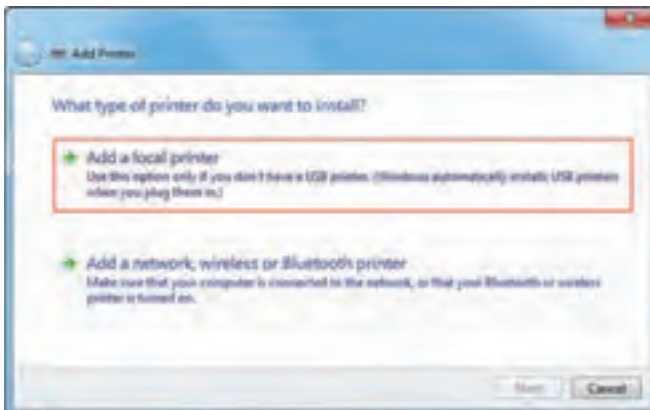 Add Printer
What type of printer do you want to install?
Add a local printer
Use this option only if you don't have a USB printer. (Windows automatically installs USB printers
when you plug them in.)
Add a network, wireless or Bluetooth printer
Make sure that your computer is connected to the network, or that your Bluetooth or wireless
printer is turned on.
Next
Cancel